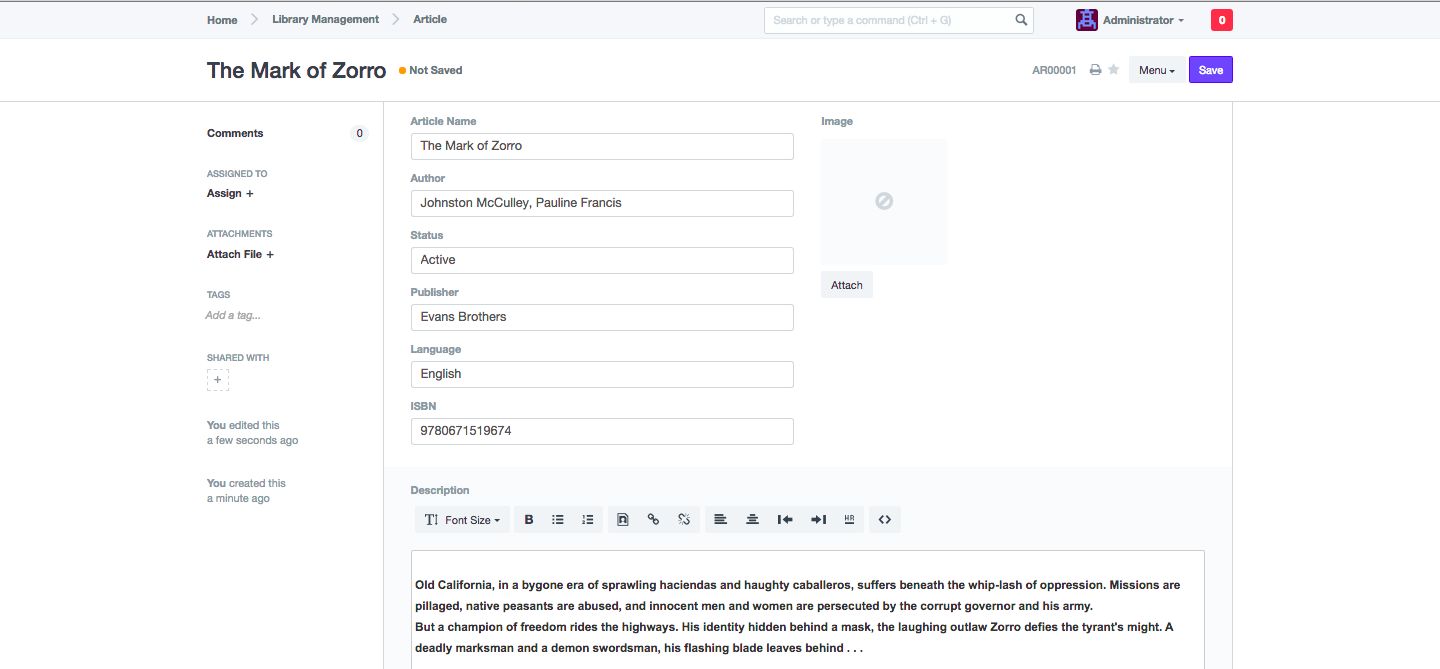 Home Library Management Article Search or type a command (Ctrl + G) Administrator 0
The Mark of Zorro Not Saved AR00001 Menu Save
Comments 0
ASSIGNED TO
Assign +
ATTACHMENTS
Attach File +
TAGS
Add a tag...
SHARED WITH
+
You edited this
a few seconds ago
You created this
a minute ago
Article Name
The Mark of Zorro
Author
Johnston McCulley, Pauline Francis
Status
Active
Publisher
Evans Brothers
Language
English
ISBN
9780671519674
Image
Attach
Description
Font Size B HR
Old California, in a bygone era of sprawling haciendas and haughty caballeros, suffers beneath the whip-lash of oppression. Missions are
pillaged, native peasants are abused, and innocent men and women are persecuted by the corrupt governor and his army.
But a champion of freedom rides the highways. His identity hidden behind a mask, the laughing outlaw Zorro defies the tyrant's might. A
deadly marksman and a demon swordsman, his flashing blade leaves behind . . .